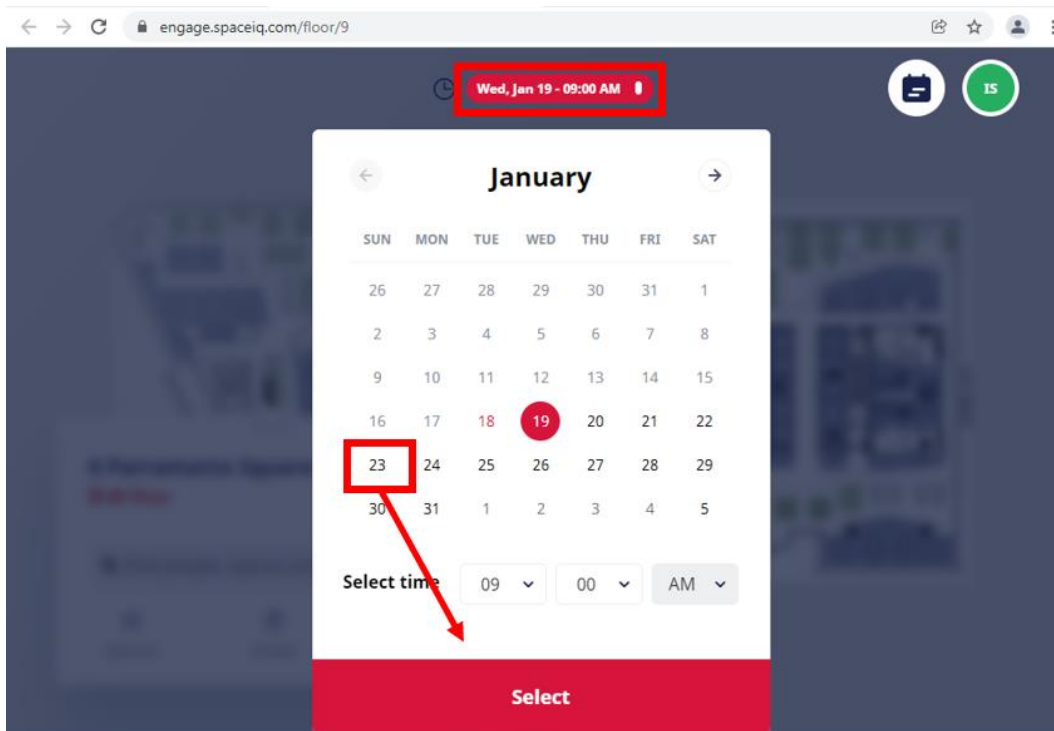 engage.spaceiq.com/floor/9
Wed, Jan 19 - 09:00 AM
IS
January
SUN MON TUE WED THU FRI SAT
26 27 28 29 30 31 1
2 3 4 5 6 7 8
9 10 11 12 13 14 15
16 17 18 19 20 21 22
23 24 25 26 27 28 29
30 31 1 2 3 4 5
Select time 09 00 AM
Select